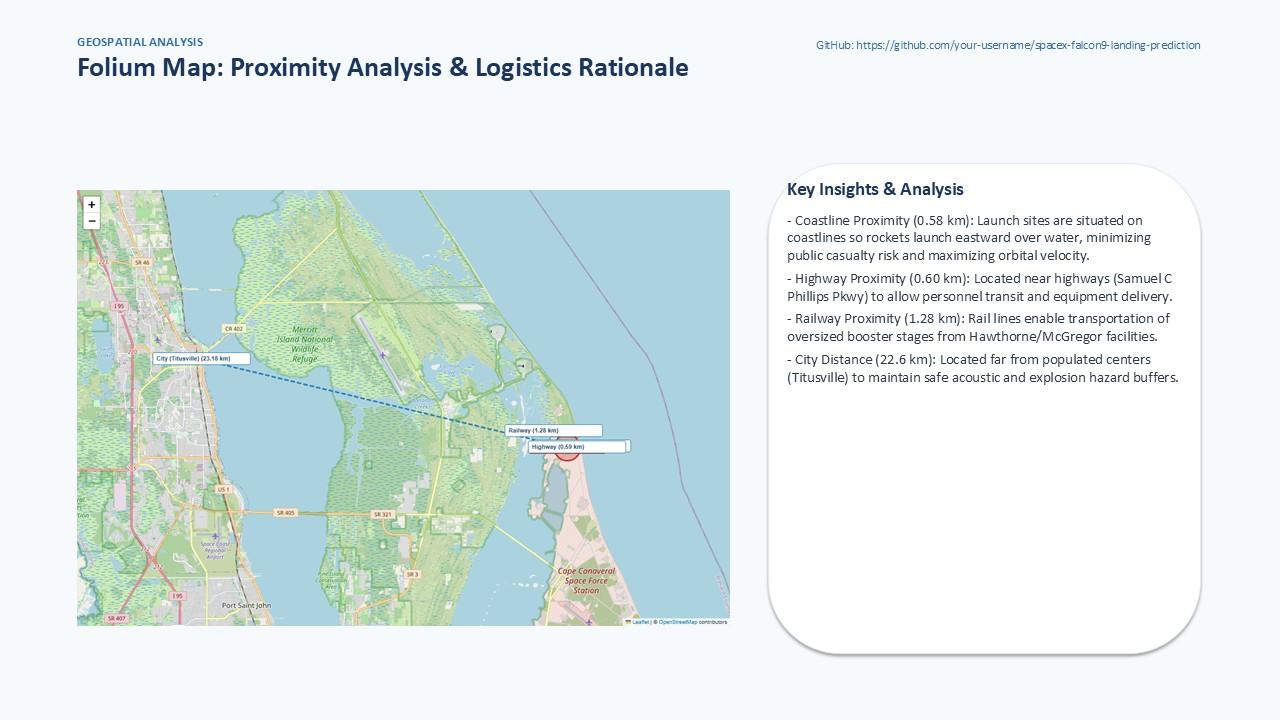 GEOSPATIAL ANALYSIS
GitHub: https://github.com/your-username/spacex-falcon9-landing-prediction
Folium Map: Proximity Analysis & Logistics Rationale
+
−
SR 46
I 95
CR 402
Merritt
Island National
Wildlife
Refuge
City (Titusville) (23.18 km)
Railway (1.28 km)
Highway (0.59 km)
US 1
SR 405
SR 321
Space Coast
Regional
Airport
SR 3
Cape Canaveral
Space Force
Station
I 95
Port Saint John
SR 407
Leaflet | © OpenStreetMap contributors
Key Insights & Analysis
- Coastline Proximity (0.58 km): Launch sites are situated on
coastlines so rockets launch eastward over water, minimizing
public casualty risk and maximizing orbital velocity.
- Highway Proximity (0.60 km): Located near highways (Samuel C
Phillips Pkwy) to allow personnel transit and equipment delivery.
- Railway Proximity (1.28 km): Rail lines enable transportation of
oversized booster stages from Hawthorne/McGregor facilities.
- City Distance (22.6 km): Located far from populated centers
(Titusville) to maintain safe acoustic and explosion hazard buffers.